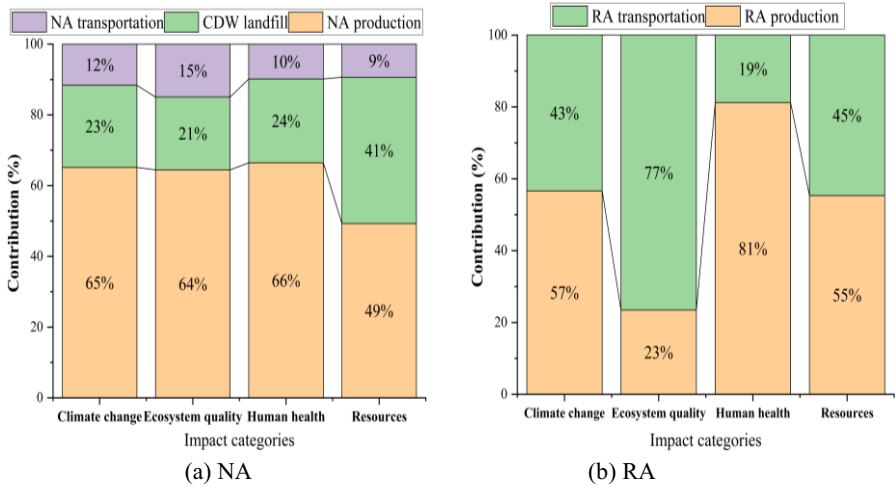 NA transportation CDW landfill NA production
100
80
60
40
20
0
Contribution (%)
12% 15% 10% 9%
23% 21% 24% 41%
65% 64% 66% 49%
Climate change Ecosystem quality Human health Resources
Impact categories
(a) NA
RA transportation RA production
100
80
60
40
20
0
Contribution (%)
43% 77% 19% 45%
57% 23% 81% 55%
Climate change Ecosystem quality Human health Resources
Impact categories
(b) RA